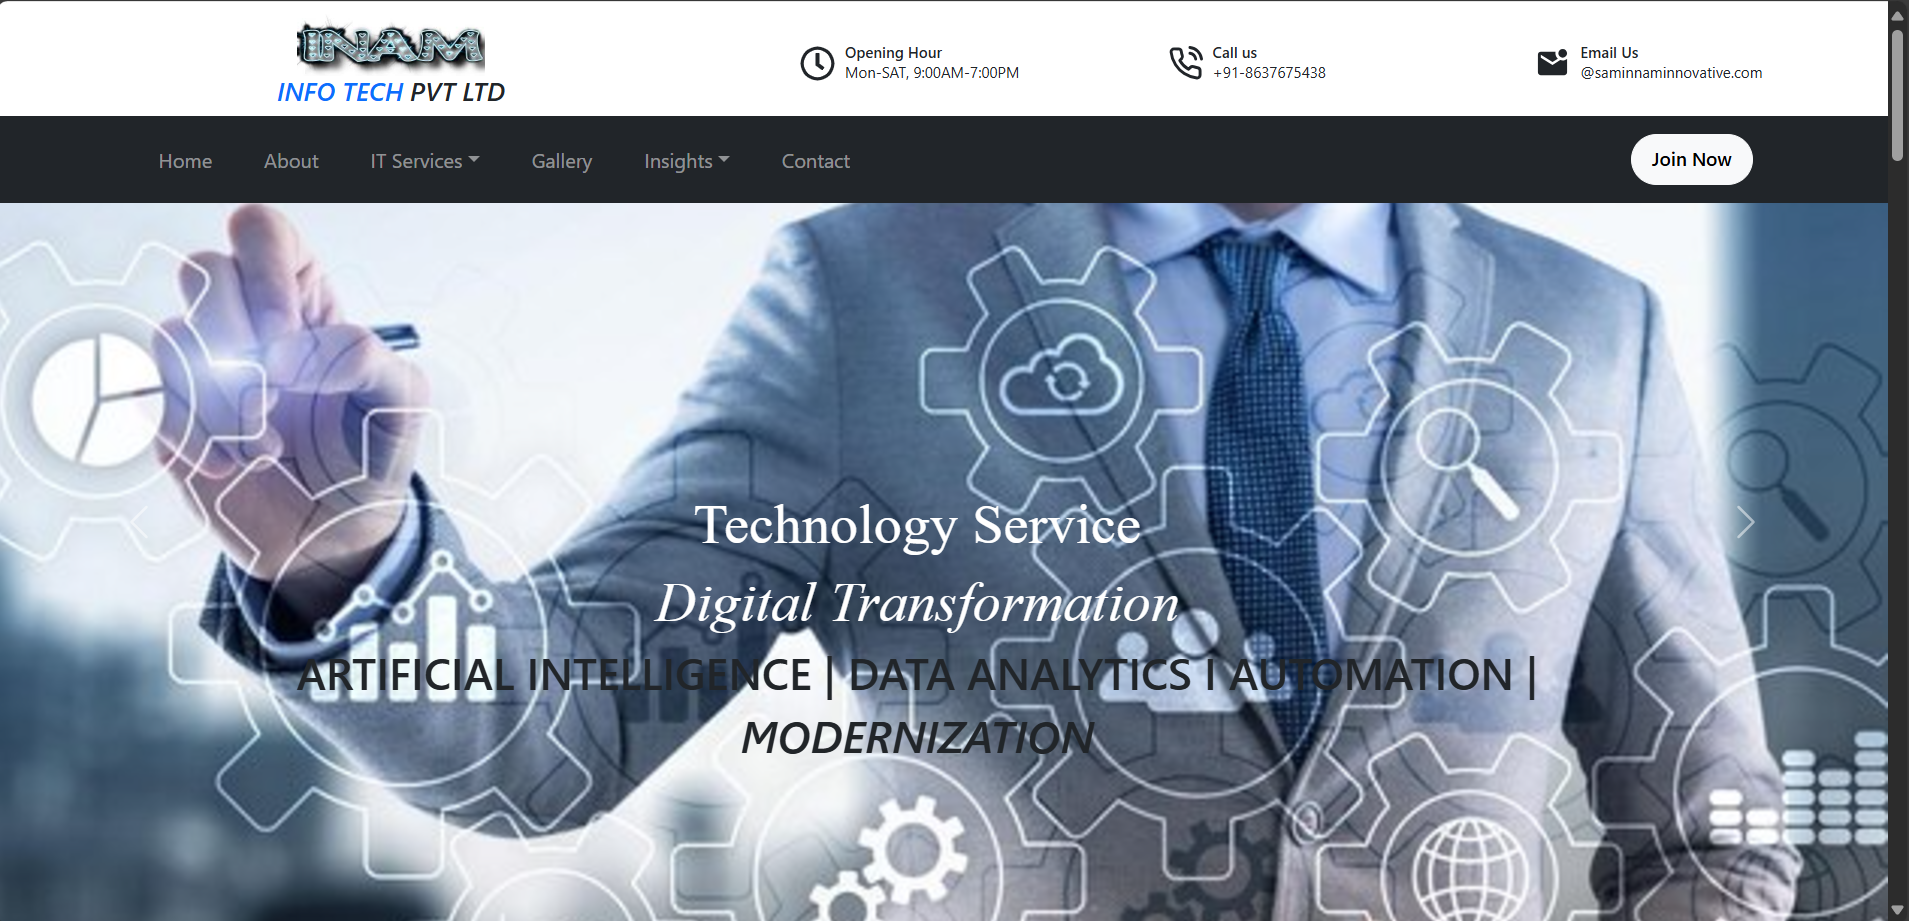 INAM
INFO TECH PVT LTD
Opening Hour
Mon-SAT, 9:00AM-7:00PM
Call us
+91-8637675438
Email Us
@saminnaminnovative.com
Home About IT Services Gallery Insights Contact Join Now
Technology Service
Digital Transformation
ARTIFICIAL INTELLIGENCE | DATA ANALYTICS I AUTOMATION |
MODERNIZATION